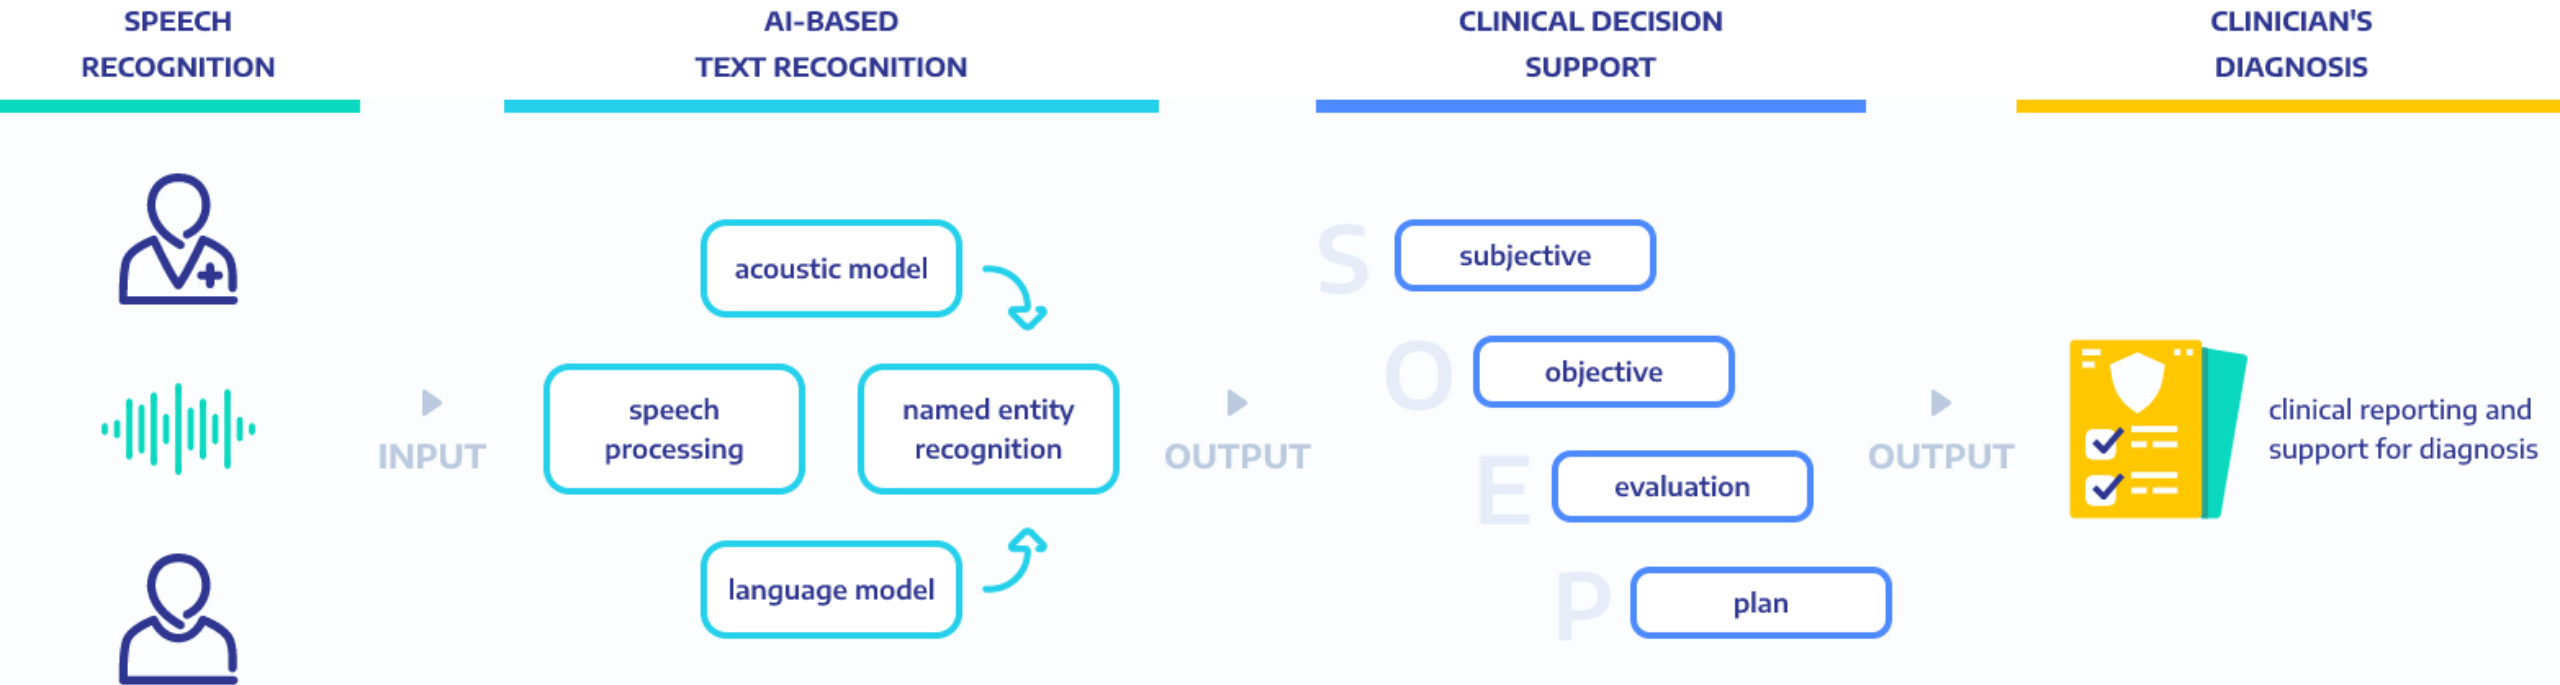 SPEECH
RECOGNITION
AI-BASED
TEXT RECOGNITION
CLINICAL DECISION
SUPPORT
CLINICIAN'S
DIAGNOSIS
INPUT
acoustic model
speech
processing
named entity
recognition
language model
OUTPUT
S
subjective
O
objective
E
evaluation
P
plan
OUTPUT
clinical reporting and
support for diagnosis